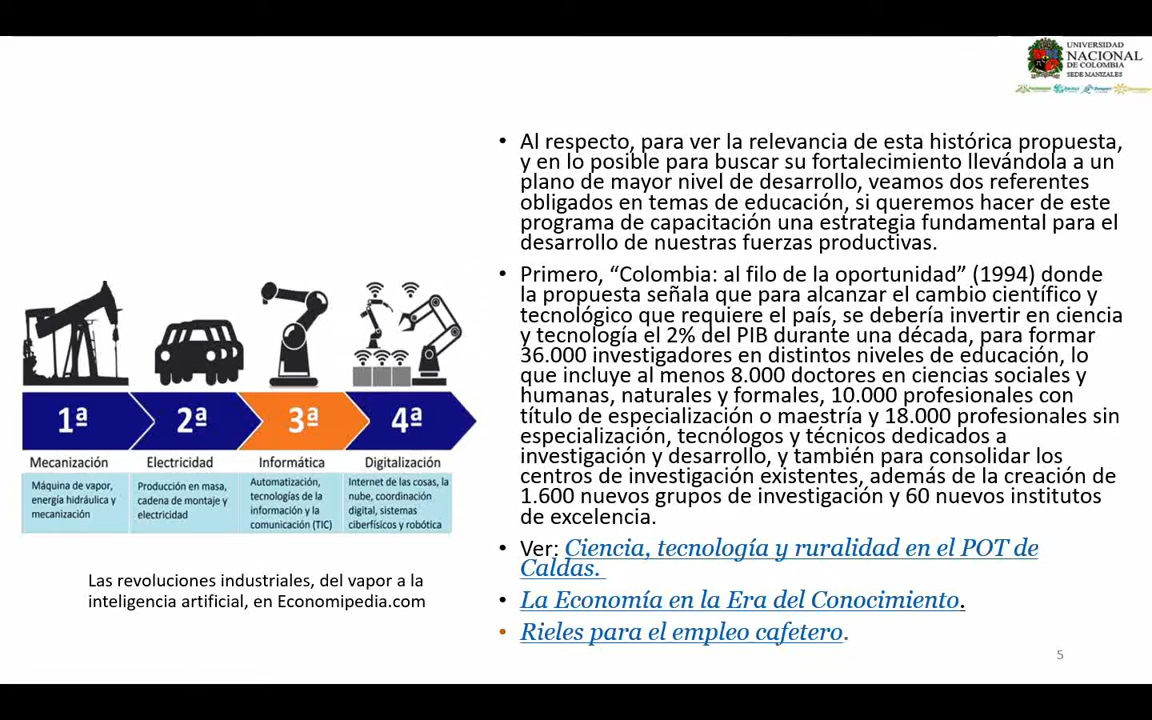 UNIVERSIDAD
NACIONAL
DE COLOMBIA
SEDE MANIZALES
1ª
2ª
3ª
4ª
Mecanización
Electricidad
Informática
Digitalización
Máquina de vapor,
energía hidráulica y
mecanización
Producción en masa,
cadena de montaje y
electricidad
Automatización,
tecnologías de la
información y la
comunicación (TIC)
Internet de las cosas, la
nube, coordinación
digital, sistemas
ciberfísicos y robótica
Las revoluciones industriales, del vapor a la
inteligencia artificial, en Economipedia.com
• Al respecto, para ver la relevancia de esta histórica propuesta,
y en lo posible para buscar su fortalecimiento llevándola a un
plano de mayor nivel de desarrollo, veamos dos referentes
obligados en temas de educación, si queremos hacer de este
programa de capacitación una estrategia fundamental para el
desarrollo de nuestras fuerzas productivas.
• Primero, “Colombia: al filo de la oportunidad” (1994) donde
la propuesta señala que para alcanzar el cambio científico y
tecnológico que requiere el país, se debería invertir en ciencia
y tecnología el 2% del PIB durante una década, para formar
36.000 investigadores en distintos niveles de educación, lo
que incluye al menos 8.000 doctores en ciencias sociales y
humanas, naturales y formales, 10.000 profesionales con
título de especialización o maestría y 18.000 profesionales sin
especialización, tecnólogos y técnicos dedicados a
investigación y desarrollo, y también para consolidar los
centros de investigación existentes, además de la creación de
1.600 nuevos grupos de investigación y 60 nuevos institutos
de excelencia.
• Ver: Ciencia, tecnología y ruralidad en el POT de
Caldas.
• La Economía en la Era del Conocimiento.
• Rieles para el empleo cafetero.
5